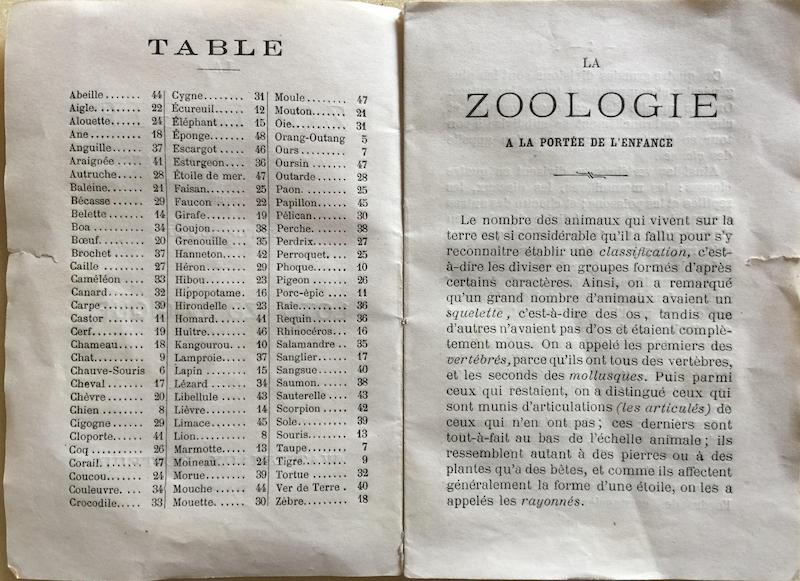 TABLE
Abeille....... 44
Aigle......... 22
Alouette...... 24
Ane........... 18
Anguille...... 37
Araignée ..... 41
Autruche...... 28
Baléine....... 21
Bécasse ...... 29
Belette ...... 14
Boa .......... 34
Bœuf.......... 20
Brochet ...... 37
Caille ....... 27
Caméléon .... 33
Canard....... 32
Carpe ........ 39
Castor ....... 11
Cerf.......... 19
Chameau...... 18
Chat.......... 9
Chauve-Souris 6
Cheval ....... 17
Chèvre........ 20
Chien ........ 8
Cigogne ...... 29
Cloporte...... 41
Coq .......... 26
Corail........ 47
Coucou....... 24
Couleuvre.... 34
Crocodile..... 33
Cygne........ 31
Écureuil...... 12
Éléphant ..... 15
Éponge....... 48
Escargot ..... 46
Esturgeon.... 36
Étoile de mer. 47
Faisan........ 25
Faucon ...... 22
Girafe........ 19
Goujon....... 38
Grenouille ... 35
Hanneton..... 42
Héron........ 29
Hibou........ 23
Hippopotame. 16
Hirondelle ... 23
Homard...... 41
Huître........ 46
Kangourou... 10
Lamproie..... 37
Lapin ........ 15
Lézard ....... 34
Libellule ..... 43
Lièvre........ 14
Limace....... 45
Lion.......... 8
Marmotte..... 13
Moineau...... 24
Morue........ 39
Mouche ...... 44
Mouette...... 30
Moule........ 47
Mouton....... 21
Oie........... 31
Orang-Outang 5
Ours ......... 7
Oursin ....... 47
Outarde ...... 28
Paon. ........ 25
Papillon...... 45
Pélican....... 30
Perche....... 38
Perdrix....... 27
Perroquet.... 25
Phoque....... 10
Pigeon ....... 26
Porc-épic .... 11
Raie.......... 36
Requin....... 36
Rhinocéros... 16
Salamandre .. 35
Sanglier...... 17
Sangsue...... 40
Saumon. ..... 38
Sauterelle .... 43
Scorpion ..... 42
Sole.......... 39
Souris........ 13
Taupe........ 7
Tigre......... 9
Tortue ....... 32
Ver de Terre . 40
Zèbre......... 18
LA
ZOOLOGIE
A LA PORTÉE DE L'ENFANCE
Le nombre des animaux qui vivent sur la
terre est si considérable qu'il a fallu pour s'y
reconnaitre établir une classification, c'est-
à-dire les diviser en groupes formés d'après
certains caractères. Ainsi, on a remarqué
qu'un grand nombre d'animaux avaient un
squelette, c'est-à-dire des os, tandis que
d'autres n'avaient pas d'os et étaient complè-
tement mous. On a appelé les premiers des
vertébrés, parce qu'ils ont tous des vertèbres,
et les seconds des mollusques. Puis parmi
ceux qui restaient, on a distingué ceux qui
sont munis d'articulations (les articulés) de
ceux qui n'en ont pas; ces derniers sont
tout-à-fait au bas de l'échelle animale; ils
ressemblent autant à des pierres ou à des
plantes qu'a des bêtes, et comme ils affectent
généralement la forme d'une étoile, on les a
appelés les rayonnés.